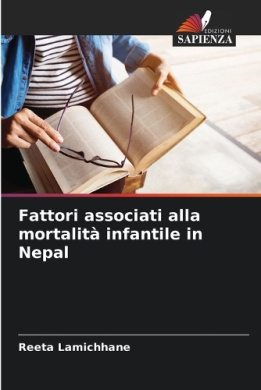 EDIZIONI
SAPIENZA
Fattori associati alla
mortalità infantile in
Nepal
Reeta Lamichhane